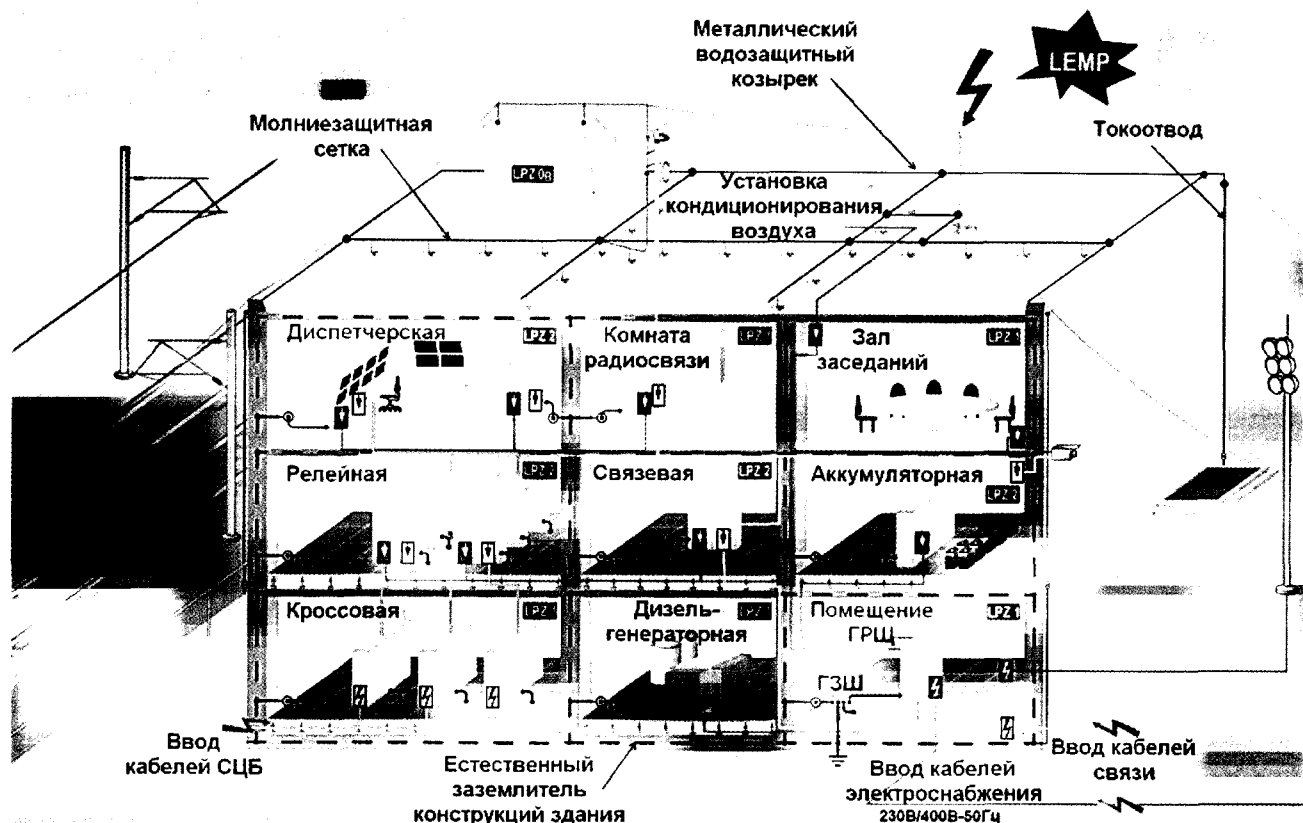 Металлический
водозащитный
козырек
LEMP
Молниезащитная
сетка
Токоотвод
Установка
кондиционирования
воздуха
Диспетчерская
LPZ 2
Комната
радиосвязи
Зал
заседаний
Релейная
LPZ 2
Связевая
LPZ 2
Аккумуляторная
LPZ 2
Кроссовая
Дизель-
генераторная
Помещение
ГРЩ
LPZ 1
ГЗШ
Ввод
кабелей СЦБ
Естественный
заземлитель
конструкций здания
Ввод кабелей
электроснабжения
230В/400В-50Гц
Ввод кабелей
связи